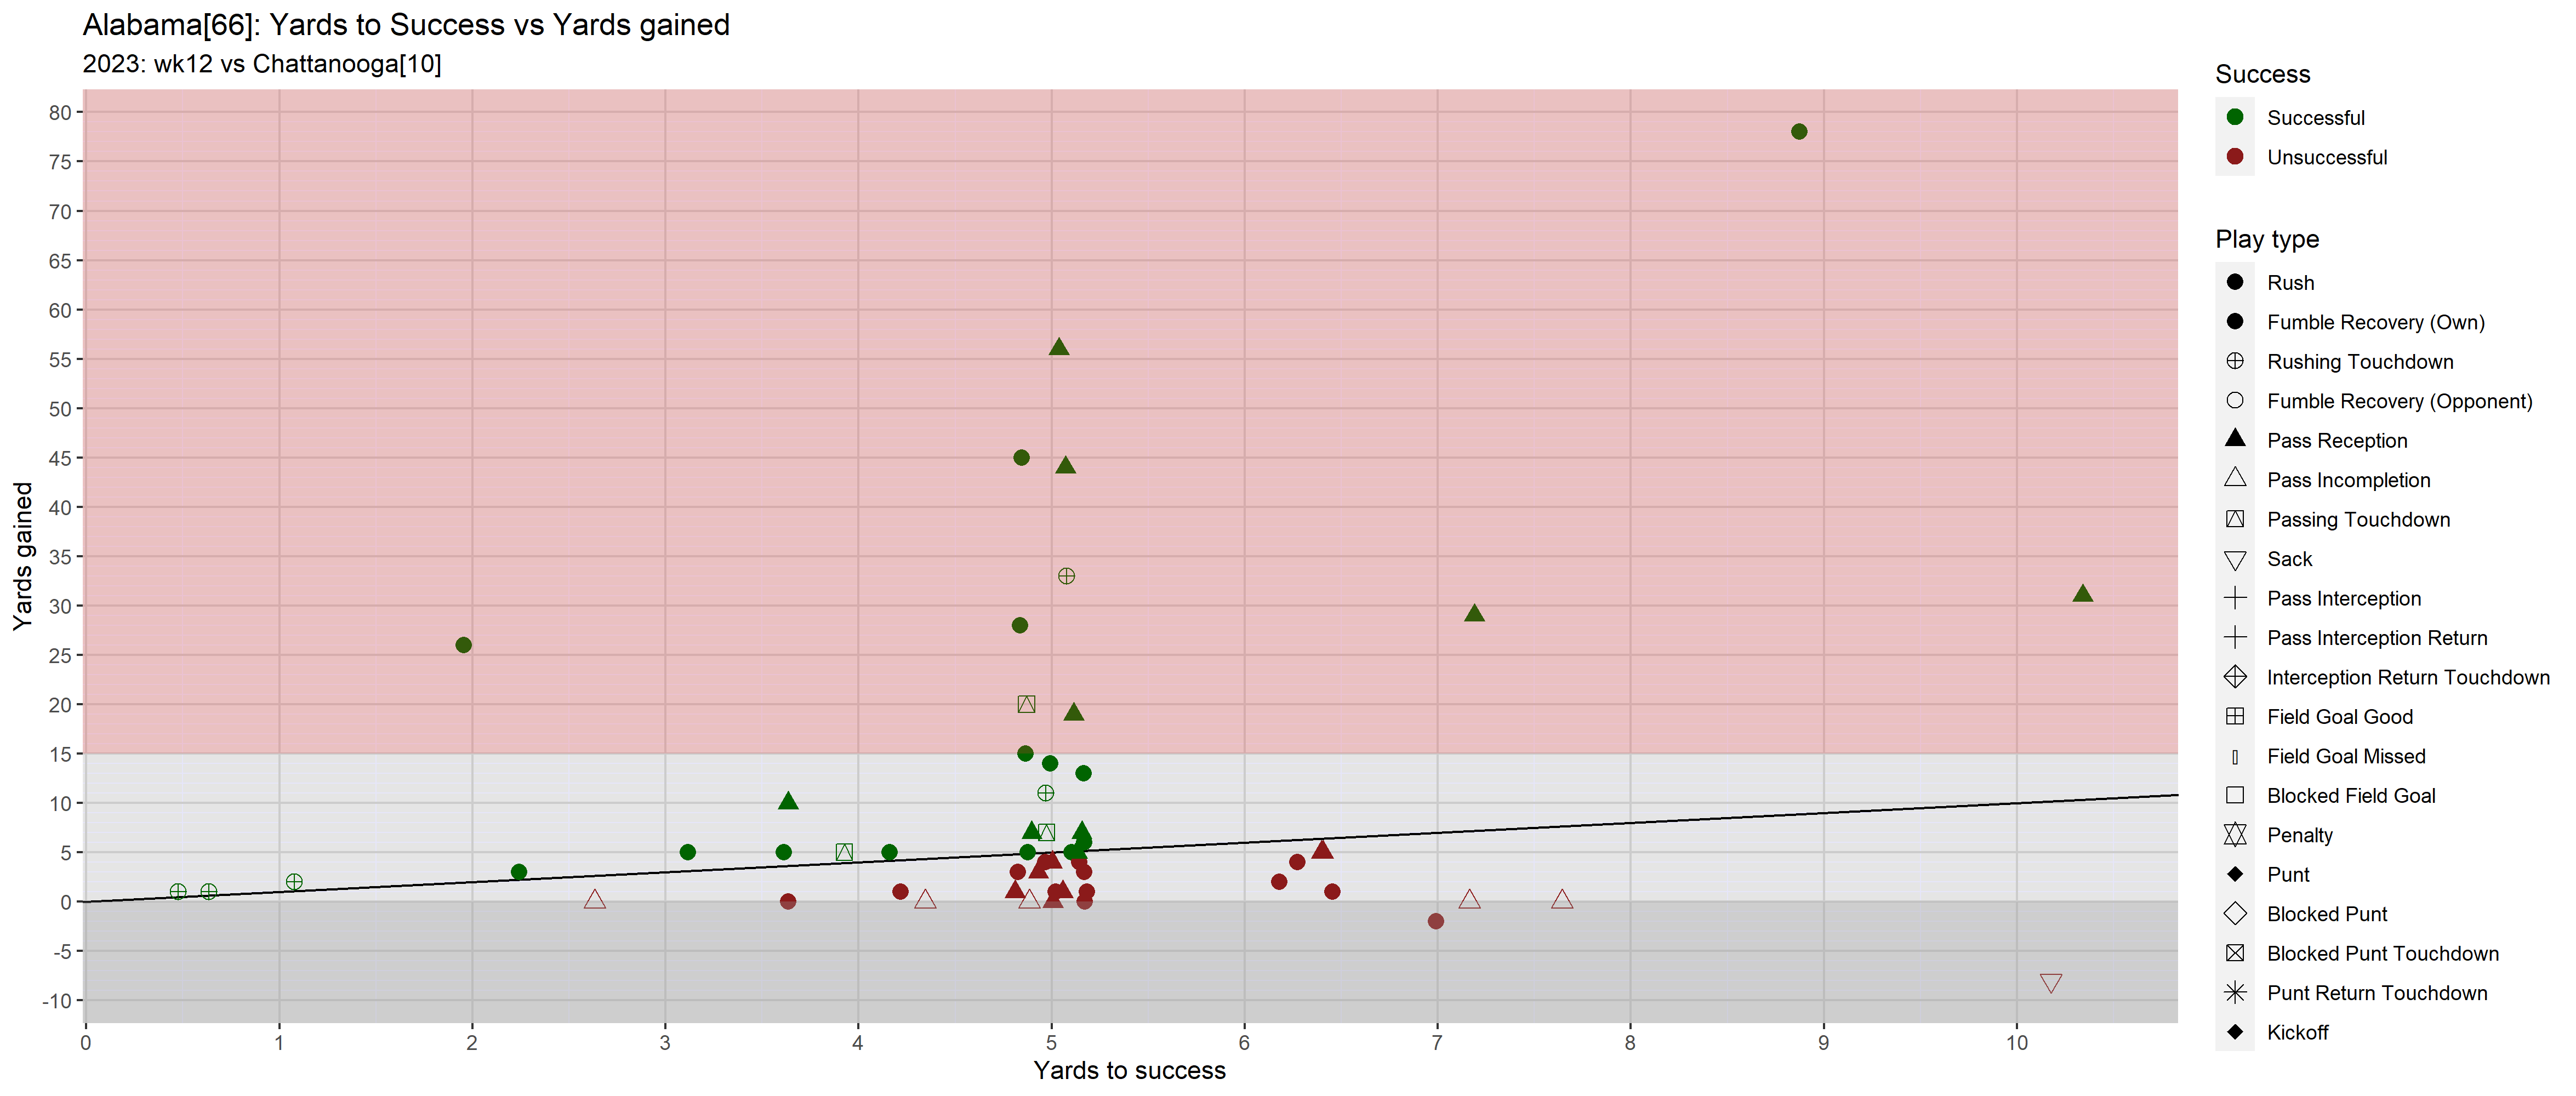 Alabama[66]: Yards to Success vs Yards gained
2023: wk12 vs Chattanooga[10]
Yards gained
80
75
70
65
60
55
50
45
40
35
30
25
20
15
10
5
0
-5
-10
0 1 2 3 4 5 6 7 8 9 10
Yards to success
Success
Successful
Unsuccessful
Play type
Rush
Fumble Recovery (Own)
Rushing Touchdown
Fumble Recovery (Opponent)
Pass Reception
Pass Incompletion
Passing Touchdown
Sack
Pass Interception
Pass Interception Return
Interception Return Touchdown
Field Goal Good
Field Goal Missed
Blocked Field Goal
Penalty
Punt
Blocked Punt
Blocked Punt Touchdown
Punt Return Touchdown
Kickoff